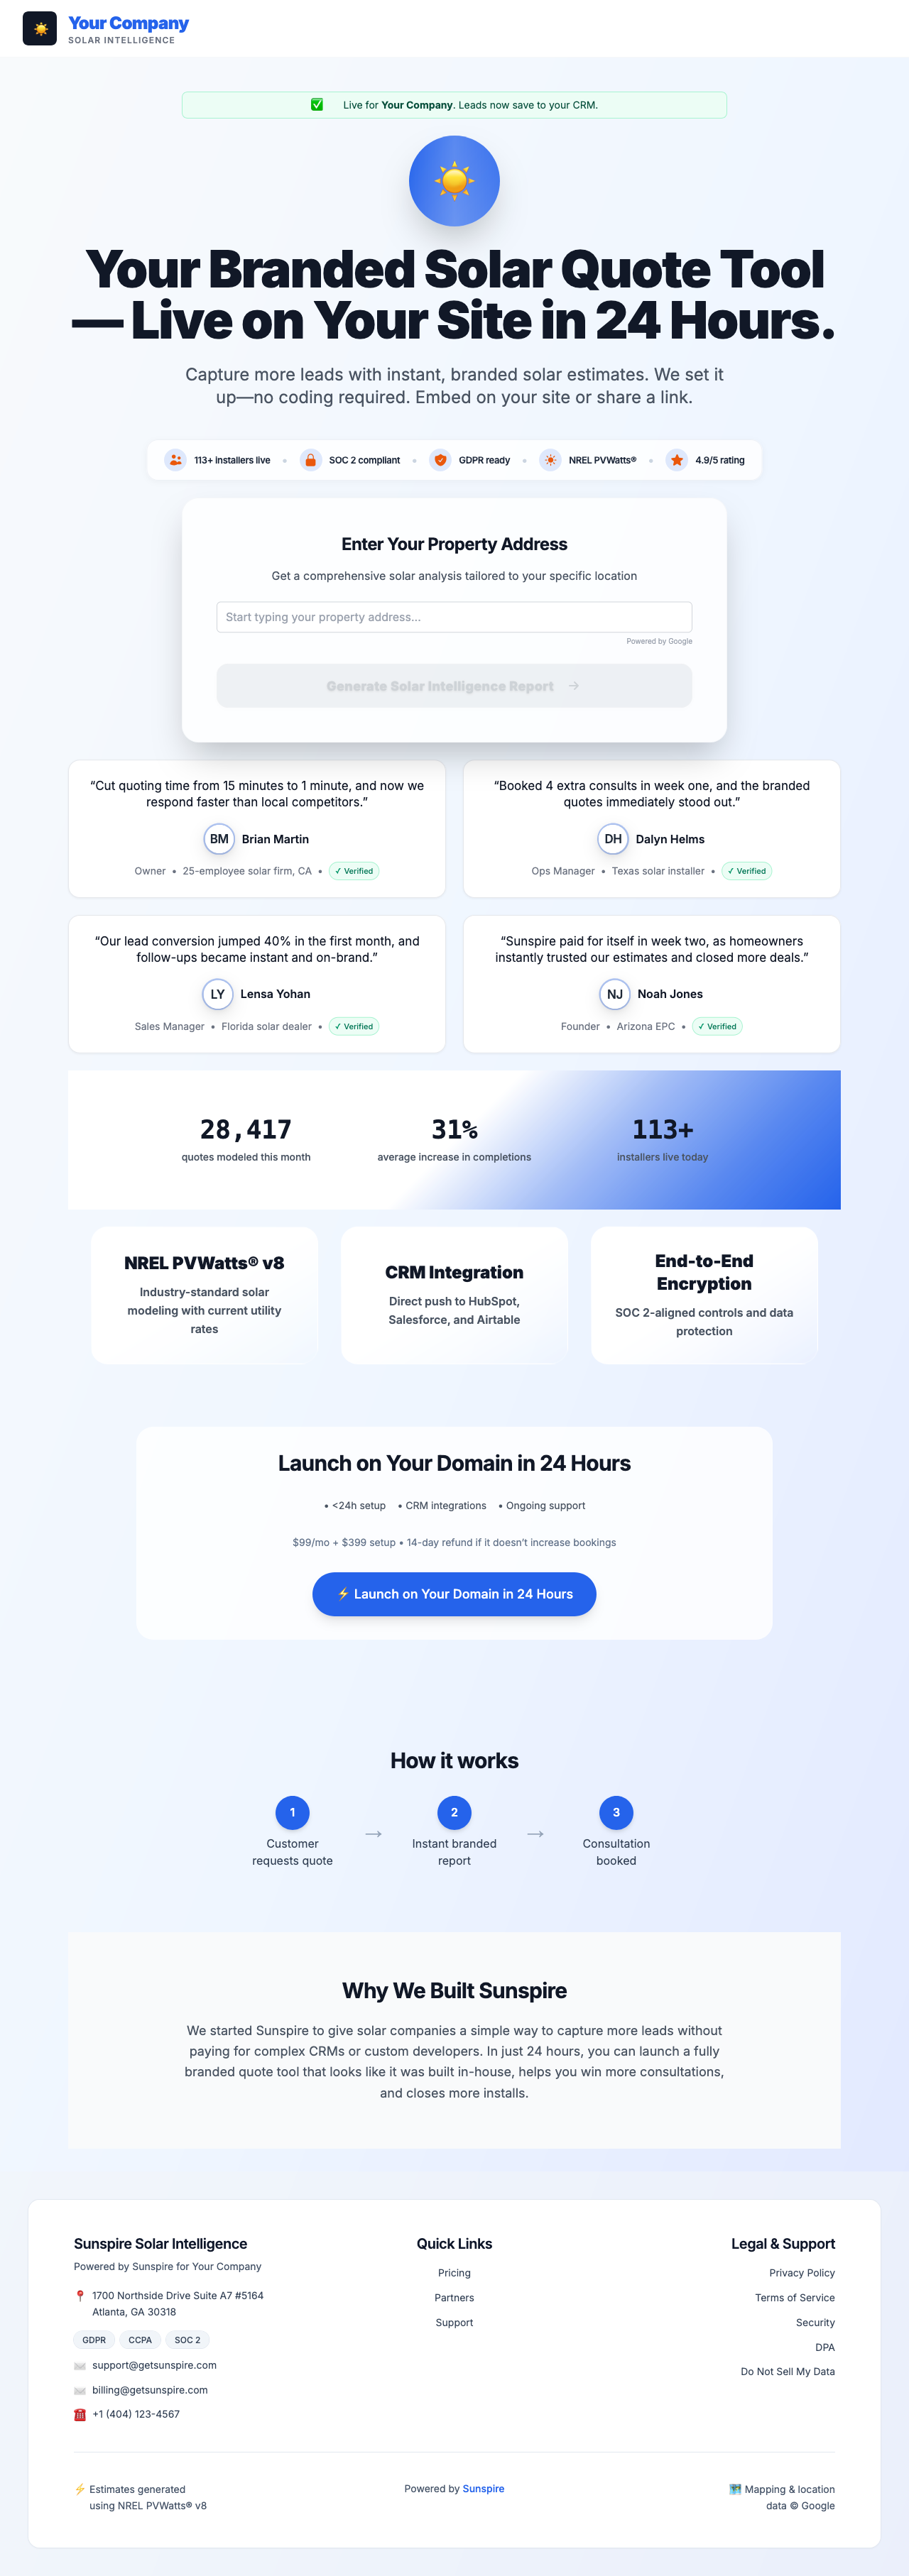 Your Company
SOLAR INTELLIGENCE
Live for Your Company. Leads now save to your CRM.
Your Branded Solar Quote Tool
— Live on Your Site in 24 Hours.
Capture more leads with instant, branded solar estimates. We set it
up—no coding required. Embed on your site or share a link.
113+ installers live • SOC 2 compliant • GDPR ready • NREL PVWatts® • 4.9/5 rating
Enter Your Property Address
Get a comprehensive solar analysis tailored to your specific location
Start typing your property address...
Powered by Google
Generate Solar Intelligence Report →
“Cut quoting time from 15 minutes to 1 minute, and now we
respond faster than local competitors.”
BM Brian Martin
Owner • 25-employee solar firm, CA • ✓ Verified
“Booked 4 extra consults in week one, and the branded
quotes immediately stood out.”
DH Dalyn Helms
Ops Manager • Texas solar installer • ✓ Verified
“Our lead conversion jumped 40% in the first month, and
follow-ups became instant and on-brand.”
LY Lensa Yohan
Sales Manager • Florida solar dealer • ✓ Verified
“Sunspire paid for itself in week two, as homeowners
instantly trusted our estimates and closed more deals.”
NJ Noah Jones
Founder • Arizona EPC • ✓ Verified
28,417
quotes modeled this month
31%
average increase in completions
113+
installers live today
NREL PVWatts® v8
Industry-standard solar
modeling with current utility
rates
CRM Integration
Direct push to HubSpot,
Salesforce, and Airtable
End-to-End
Encryption
SOC 2-aligned controls and data
protection
Launch on Your Domain in 24 Hours
• <24h setup • CRM integrations • Ongoing support
$99/mo + $399 setup • 14-day refund if it doesn’t increase bookings
⚡ Launch on Your Domain in 24 Hours
How it works
1
Customer
requests quote
→
2
Instant branded
report
→
3
Consultation
booked
Why We Built Sunspire
We started Sunspire to give solar companies a simple way to capture more leads without
paying for complex CRMs or custom developers. In just 24 hours, you can launch a fully
branded quote tool that looks like it was built in-house, helps you win more consultations,
and closes more installs.
Sunspire Solar Intelligence
Powered by Sunspire for Your Company
1700 Northside Drive Suite A7 #5164
Atlanta, GA 30318
GDPR CCPA SOC 2
support@getsunspire.com
billing@getsunspire.com
+1 (404) 123-4567
Quick Links
Pricing
Partners
Support
Legal & Support
Privacy Policy
Terms of Service
Security
DPA
Do Not Sell My Data
⚡ Estimates generated
using NREL PVWatts® v8
Powered by Sunspire
Mapping & location
data © Google